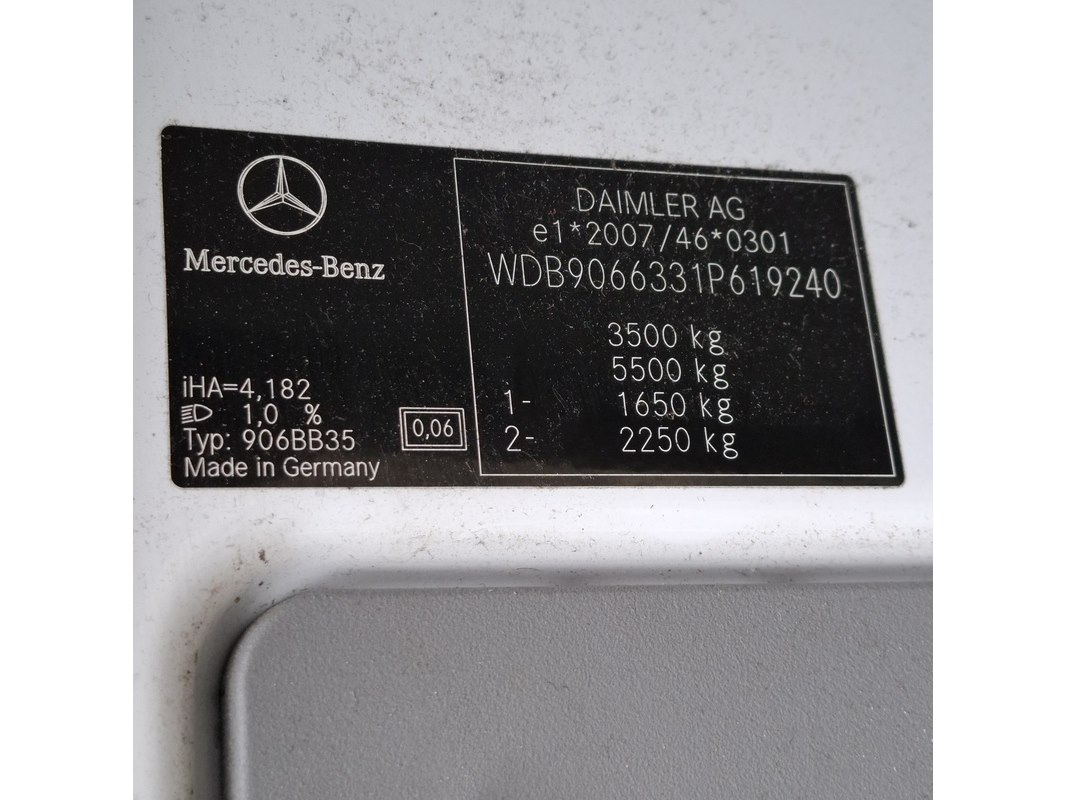 Mercedes-Benz
iHA=4,182
1,0 %
Typ: 906BB35
Made in Germany
0,06
DAIMLER AG
e1*2007/46*0301
WDB9066331P619240
3500 kg
5500 kg
1- 1650 kg
2- 2250 kg